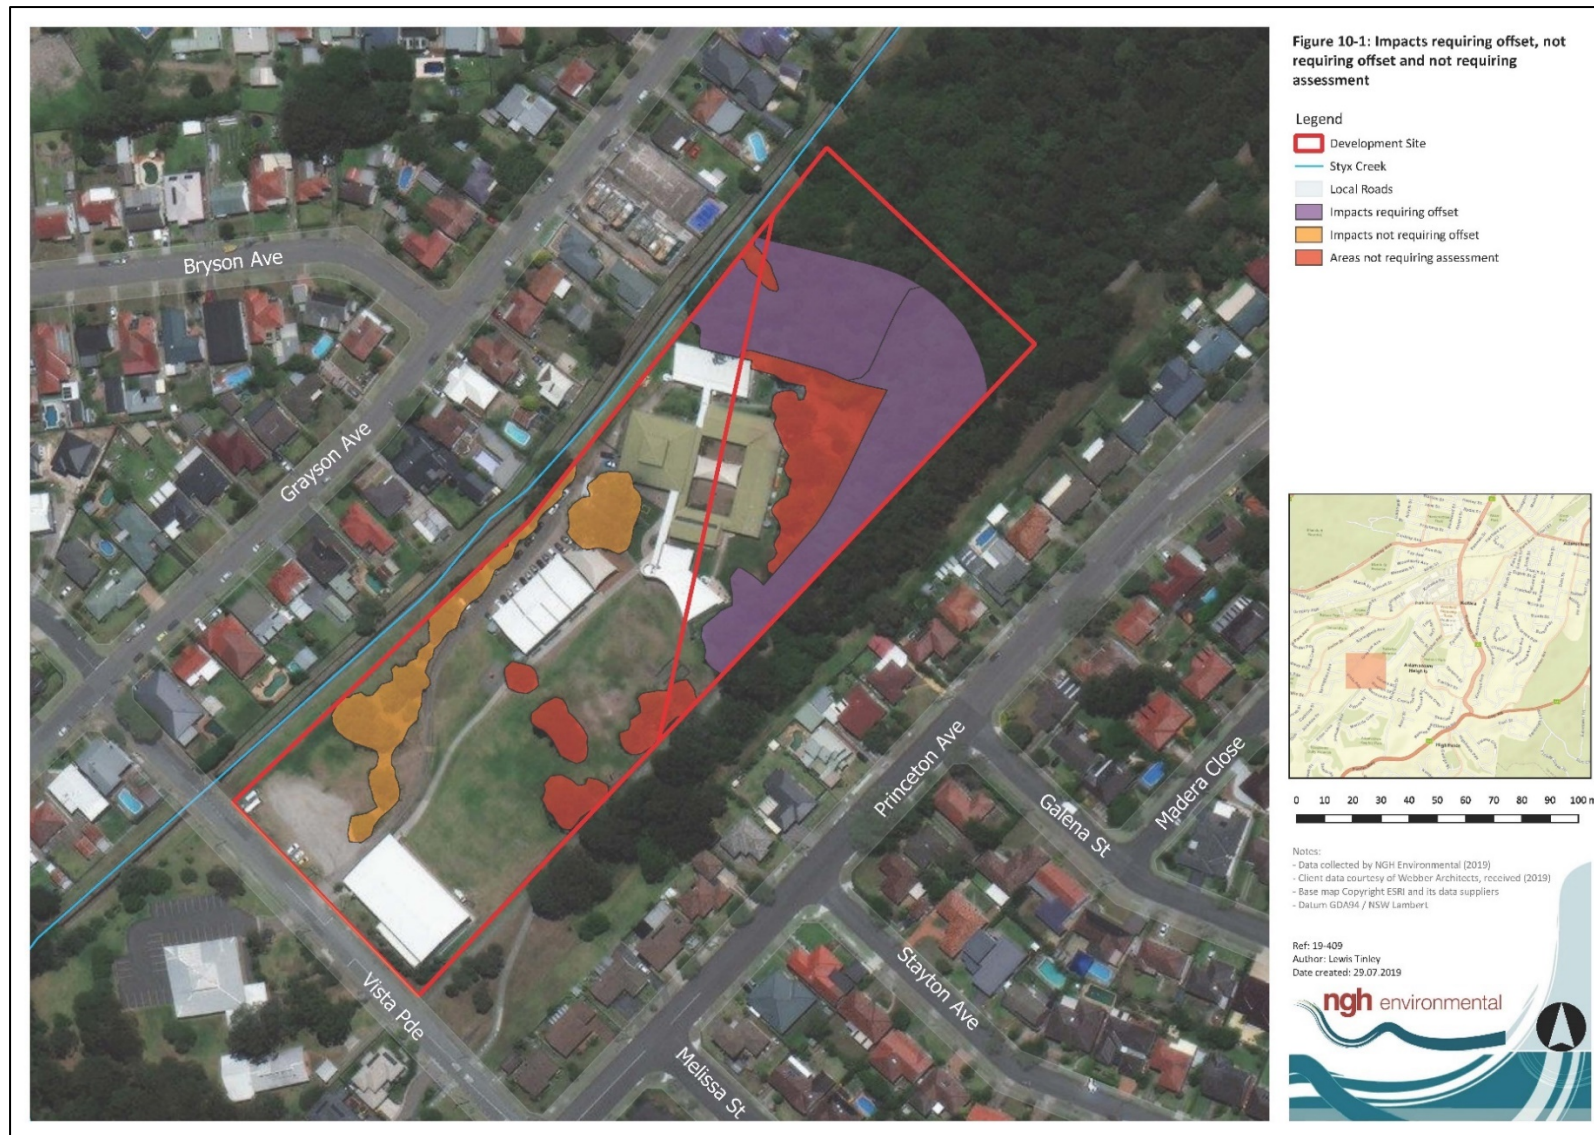 Figure 10-1: Impacts requiring offset, not
requiring offset and not requiring
assessment
Legend
Development Site
Styx Creek
Local Roads
Impacts requiring offset
Impacts not requiring offset
Areas not requiring assessment
Bryson Ave
Grayson Ave
Princeton Ave
Galena St
Madera Close
Stayton Ave
Vista Pde
Melissa St
0 10 20 30 40 50 60 70 80 90 100 m
Notes:
- Data collected by NGH Environmental (2019)
- Client data courtesy of Webber Architects, received (2019)
- Base map Copyright ESRI and its data suppliers
- Datum GDA94 / NSW Lambert
Ref: 19-409
Author: Lewis Tinley
Date created: 29.07.2019
ngh environmental